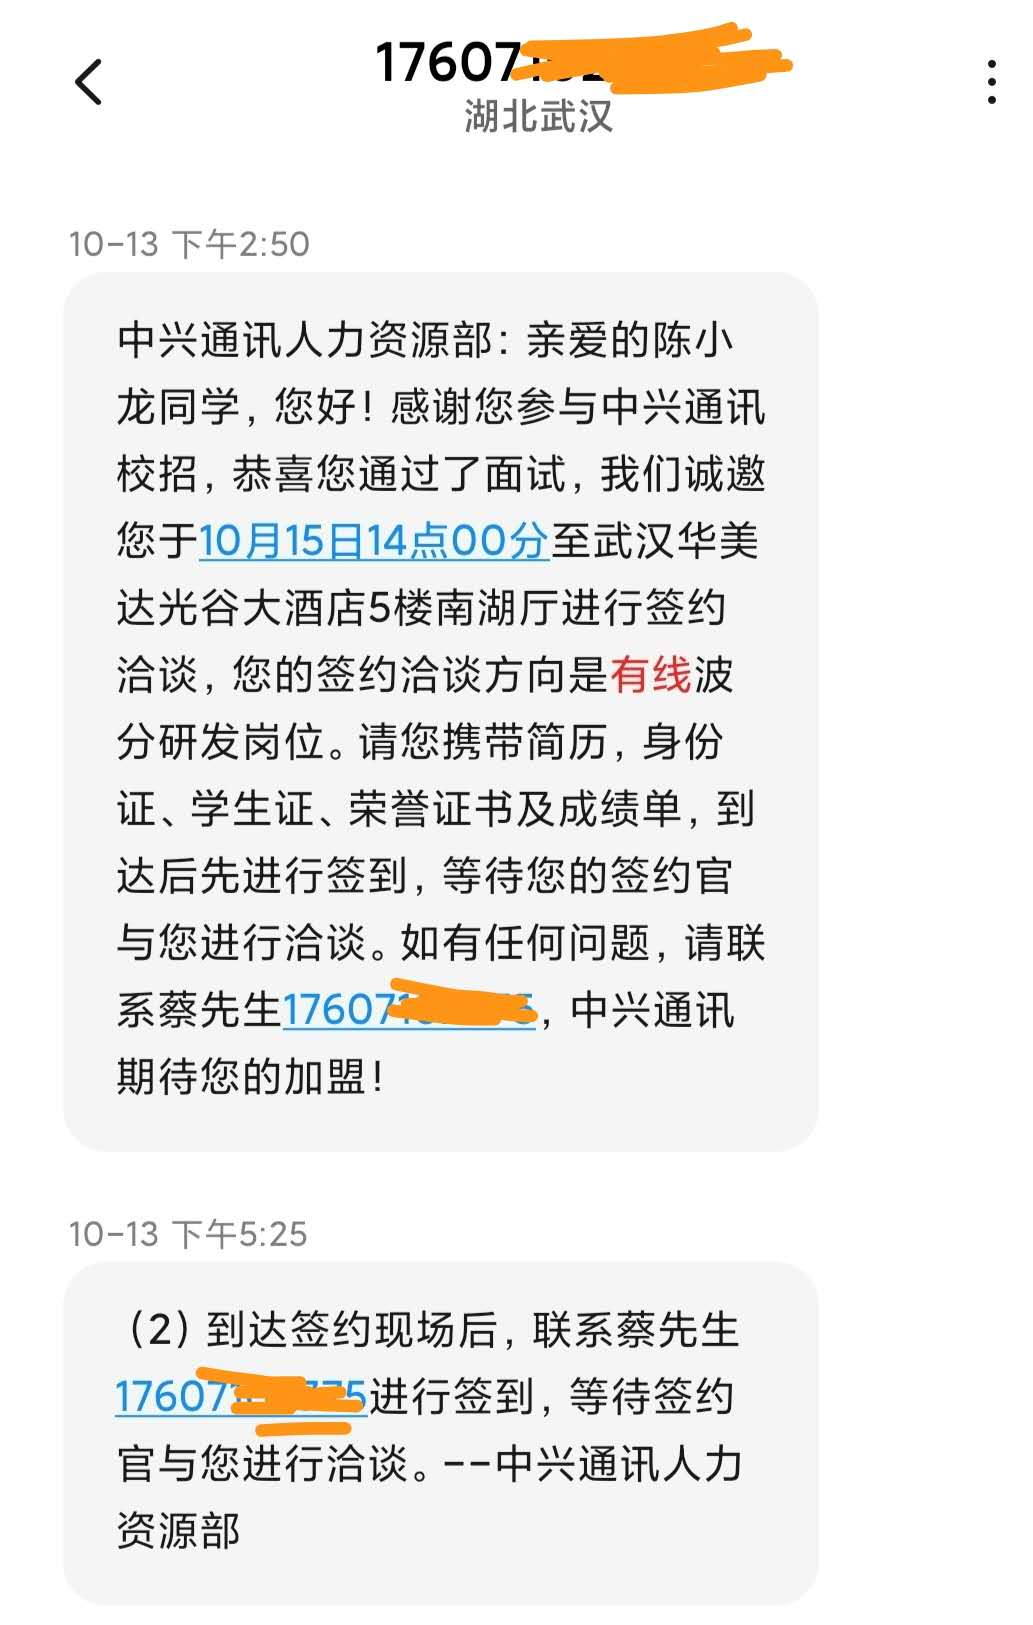 17607
湖北武汉
10-13 下午2:50
中兴通讯人力资源部：亲爱的陈小
龙同学，您好！感谢您参与中兴通讯
校招，恭喜您通过了面试，我们诚邀
您于10月15日14点00分至武汉华美
达光谷大酒店5楼南湖厅进行签约
洽谈，您的签约洽谈方向是有线波
分研发岗位。请您携带简历，身份
证、学生证、荣誉证书及成绩单，到
达后先进行签到，等待您的签约官
与您进行洽谈。如有任何问题，请联
系蔡先生17607，中兴通讯
期待您的加盟！
10-13 下午5:25
（2）到达签约现场后，联系蔡先生
17607进行签到，等待签约
官与您进行洽谈。--中兴通讯人力
资源部